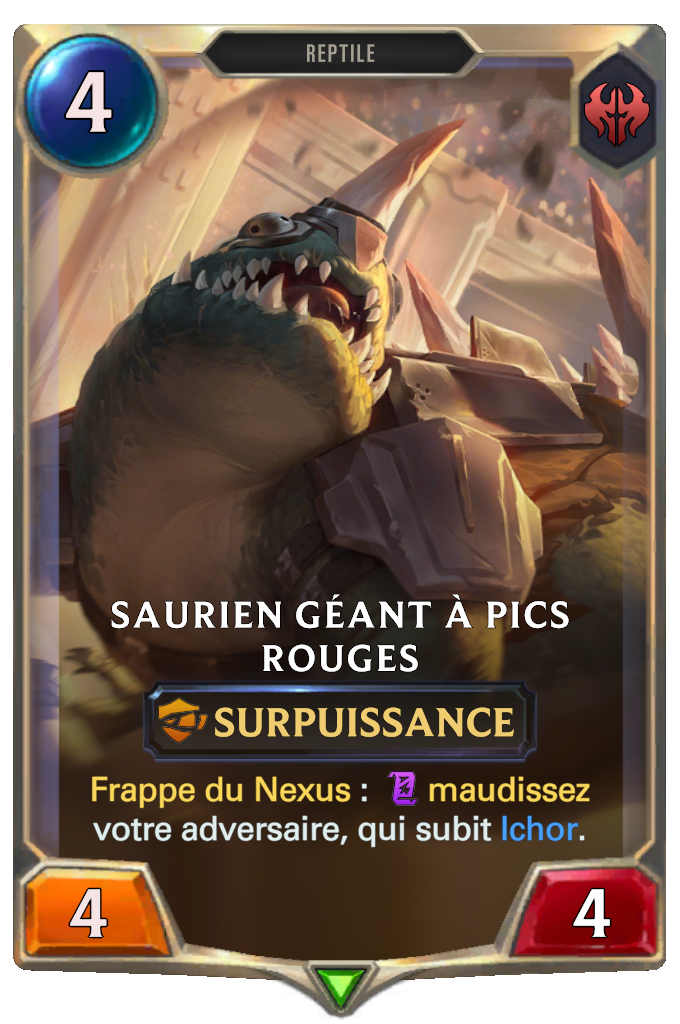 4
REPTILE
SAURIEN GÉANT À PICS
ROUGES
SURPUISSANCE
Frappe du Nexus : maudissez
votre adversaire, qui subit Ichor.
4
4